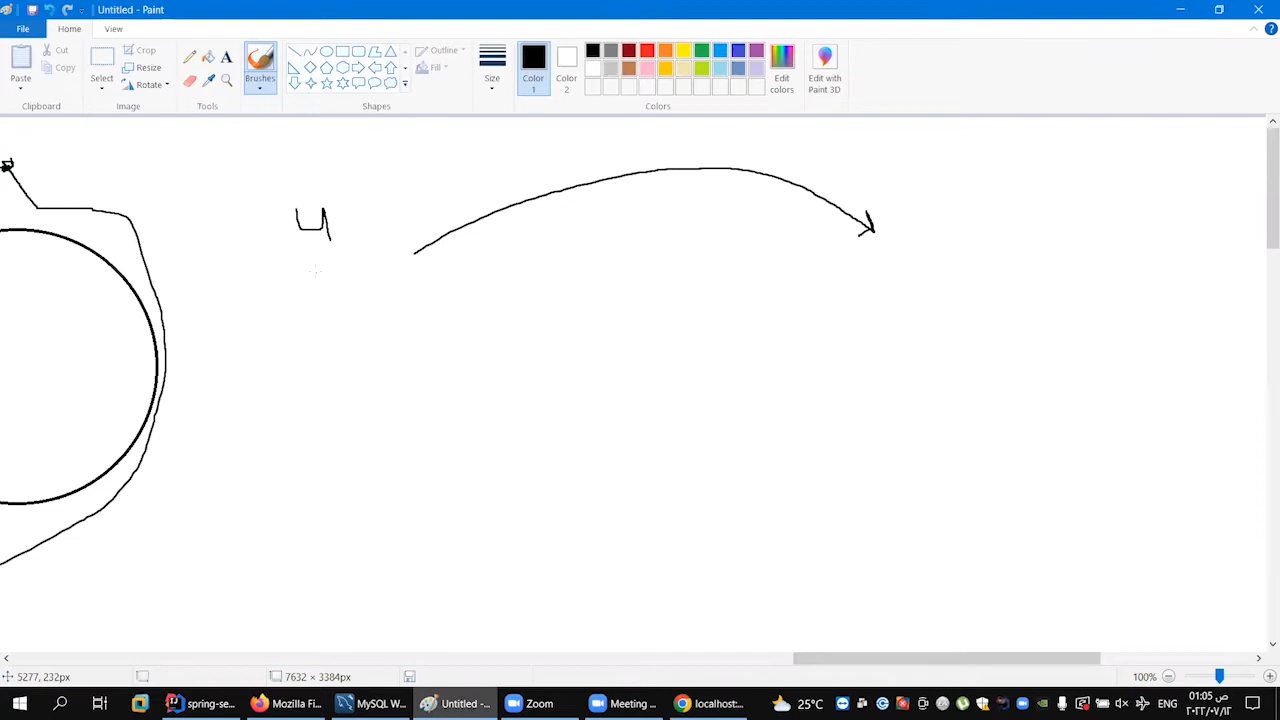 Untitled - Paint
File Home View
Paste
Cut
Copy
Clipboard
Select
Crop
Resize
Rotate
Image
A
Tools
Brushes
Outline
Fill
Shapes
Size
Color
1
Color
2
Edit
colors
Colors
Edit with
Paint 3D
u
5277, 232px
7632 × 3384px
100%
spring-se...
Mozilla Fi...
MySQL W...
Untitled -...
Zoom
Meeting ...
localhost:...
25°C
ENG
01:05 ص